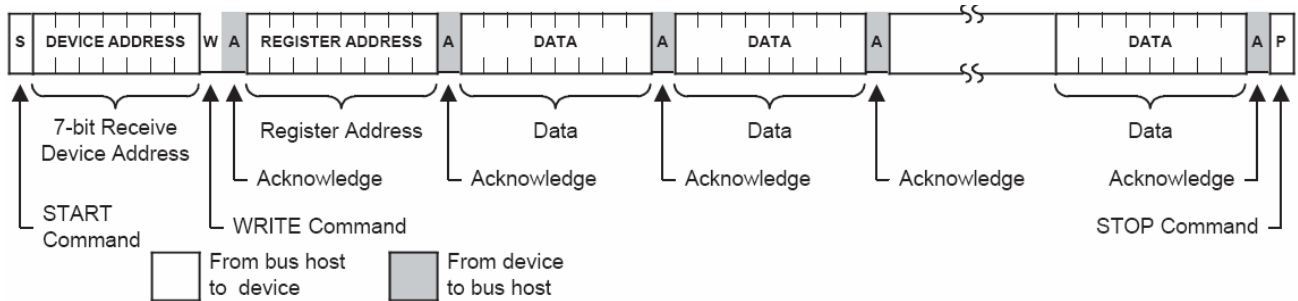 S DEVICE ADDRESS W A REGISTER ADDRESS A DATA A DATA A DATA A P
7-bit Receive
Device Address
Register Address
Data
Data
Data
Acknowledge
Acknowledge
Acknowledge
Acknowledge
Acknowledge
START
Command
WRITE Command
STOP Command
From bus host
to device
From device
to bus host